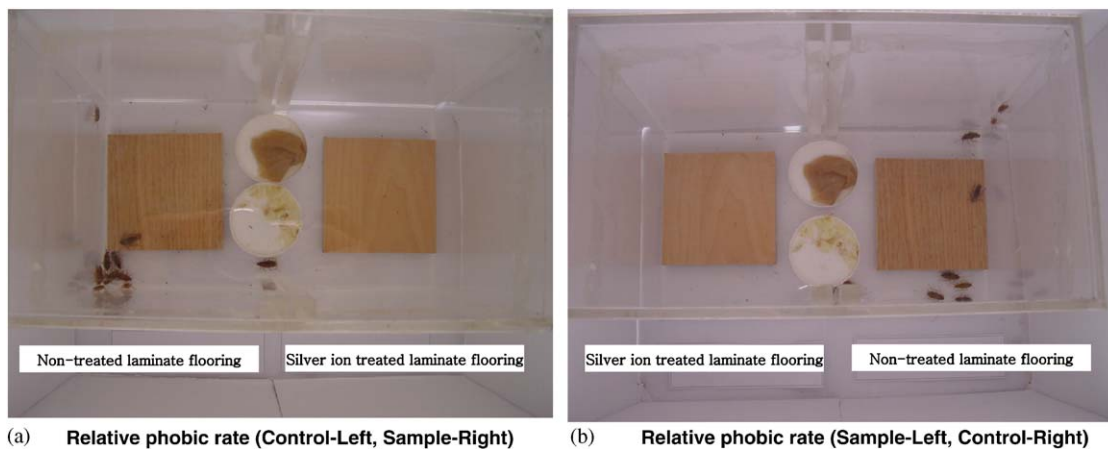 Non-treated laminate flooring
Silver ion treated laminate flooring
(a) Relative phobic rate (Control-Left, Sample-Right)
Silver ion treated laminate flooring
Non-treated laminate flooring
(b) Relative phobic rate (Sample-Left, Control-Right)